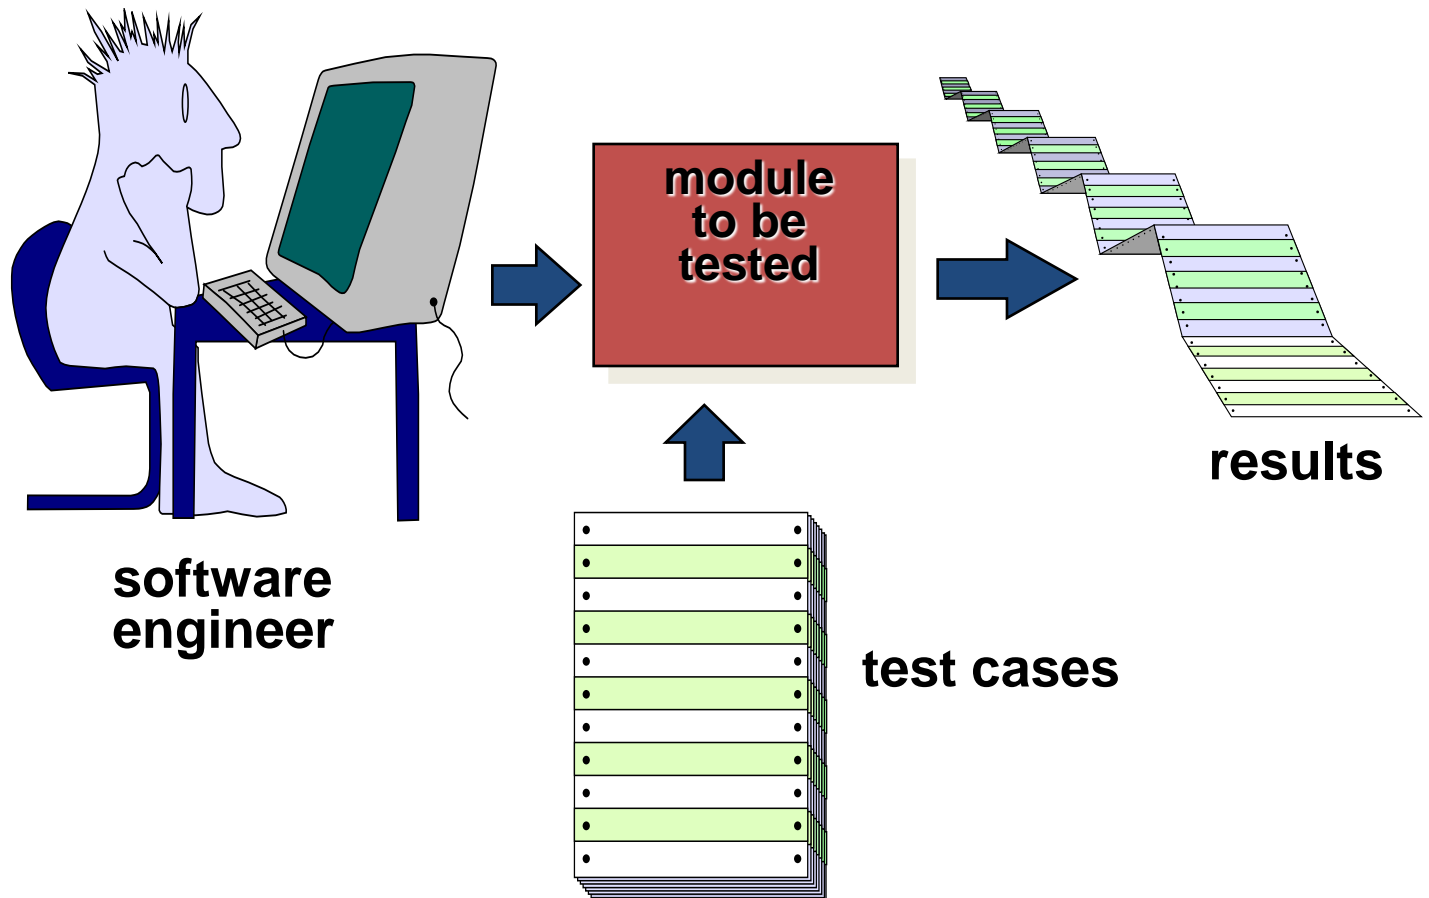 module
to be
tested
results
software
engineer
test cases